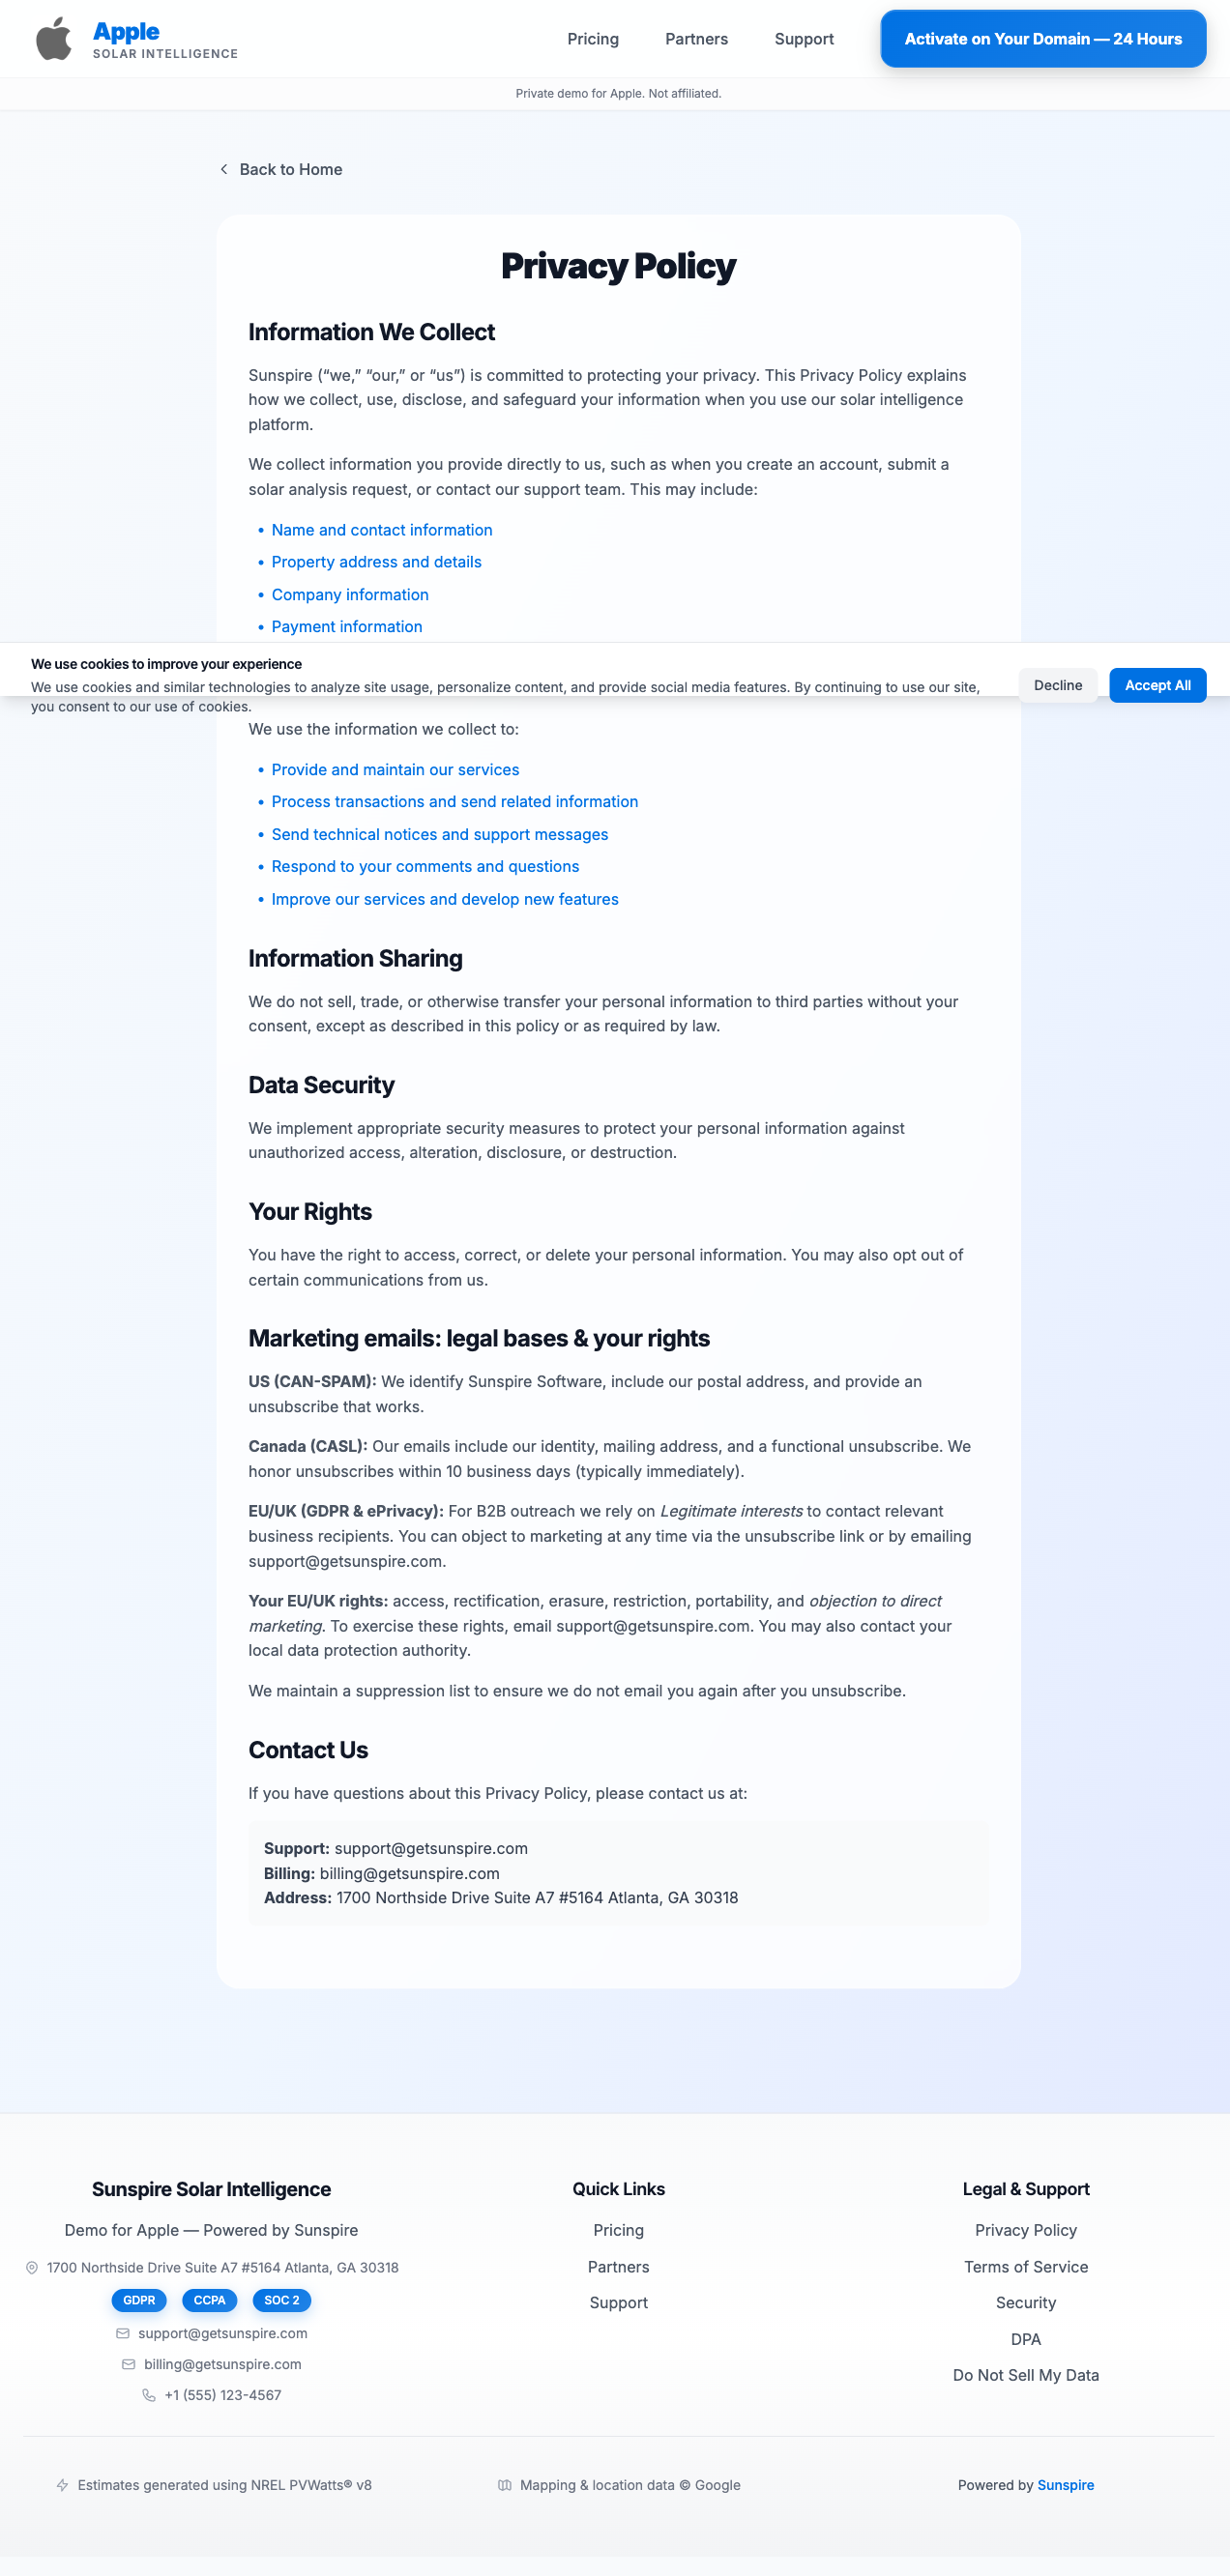 Apple
SOLAR INTELLIGENCE
Pricing
Partners
Support
Activate on Your Domain — 24 Hours
Private demo for Apple. Not affiliated.
Back to Home
Privacy Policy
Information We Collect
Sunspire (“we,” “our,” or “us”) is committed to protecting your privacy. This Privacy Policy explains
how we collect, use, disclose, and safeguard your information when you use our solar intelligence
platform.
We collect information you provide directly to us, such as when you create an account, submit a
solar analysis request, or contact our support team. This may include:
• Name and contact information
• Property address and details
• Company information
• Payment information
We use cookies to improve your experience
We use cookies and similar technologies to analyze site usage, personalize content, and provide social media features. By continuing to use our site,
you consent to our use of cookies.
Decline
Accept All
We use the information we collect to:
• Provide and maintain our services
• Process transactions and send related information
• Send technical notices and support messages
• Respond to your comments and questions
• Improve our services and develop new features
Information Sharing
We do not sell, trade, or otherwise transfer your personal information to third parties without your
consent, except as described in this policy or as required by law.
Data Security
We implement appropriate security measures to protect your personal information against
unauthorized access, alteration, disclosure, or destruction.
Your Rights
You have the right to access, correct, or delete your personal information. You may also opt out of
certain communications from us.
Marketing emails: legal bases & your rights
US (CAN-SPAM): We identify Sunspire Software, include our postal address, and provide an
unsubscribe that works.
Canada (CASL): Our emails include our identity, mailing address, and a functional unsubscribe. We
honor unsubscribes within 10 business days (typically immediately).
EU/UK (GDPR & ePrivacy): For B2B outreach we rely on Legitimate interests to contact relevant
business recipients. You can object to marketing at any time via the unsubscribe link or by emailing
support@getsunspire.com.
Your EU/UK rights: access, rectification, erasure, restriction, portability, and objection to direct
marketing. To exercise these rights, email support@getsunspire.com. You may also contact your
local data protection authority.
We maintain a suppression list to ensure we do not email you again after you unsubscribe.
Contact Us
If you have questions about this Privacy Policy, please contact us at:
Support: support@getsunspire.com
Billing: billing@getsunspire.com
Address: 1700 Northside Drive Suite A7 #5164 Atlanta, GA 30318
Sunspire Solar Intelligence
Demo for Apple — Powered by Sunspire
1700 Northside Drive Suite A7 #5164 Atlanta, GA 30318
GDPR
CCPA
SOC 2
support@getsunspire.com
billing@getsunspire.com
+1 (555) 123-4567
Quick Links
Pricing
Partners
Support
Legal & Support
Privacy Policy
Terms of Service
Security
DPA
Do Not Sell My Data
Estimates generated using NREL PVWatts® v8
Mapping & location data © Google
Powered by Sunspire